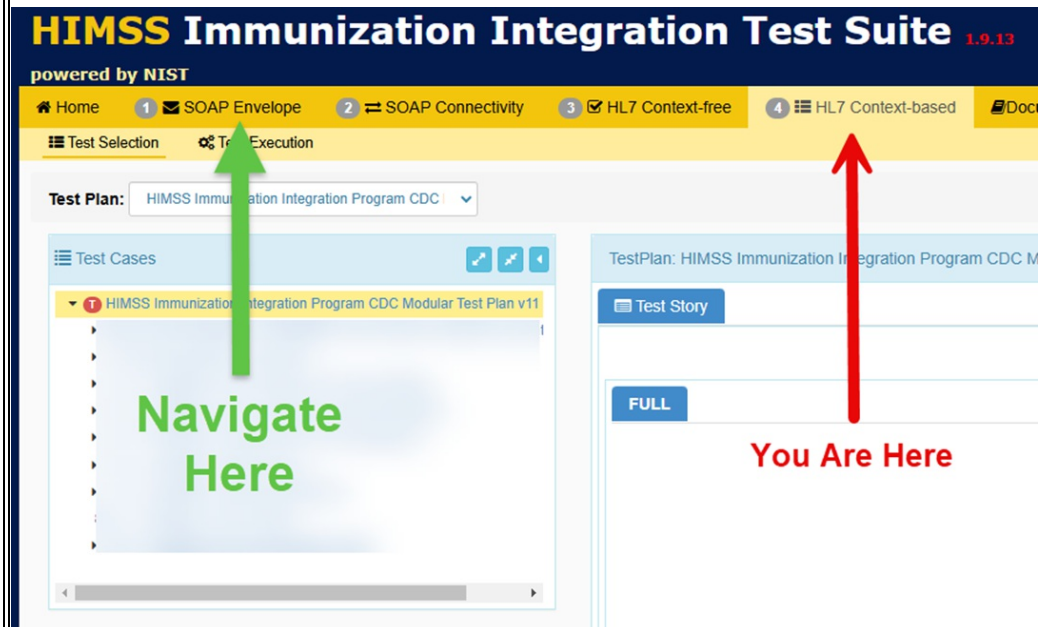 HIMSS Immunization Integration Test Suite 1.9.13
powered by NIST
Home 1 SOAP Envelope 2 SOAP Connectivity 3 HL7 Context-free 4 HL7 Context-based Docu
Test Selection Execution
Test Plan: HIMSS Immunization Integration Program CDC
Test Cases
TestPlan: HIMSS Immunization Integration Program CDC M
T HIMSS Immunization Integration Program CDC Modular Test Plan v11
Test Story
FULL
Navigate
Here
You Are Here